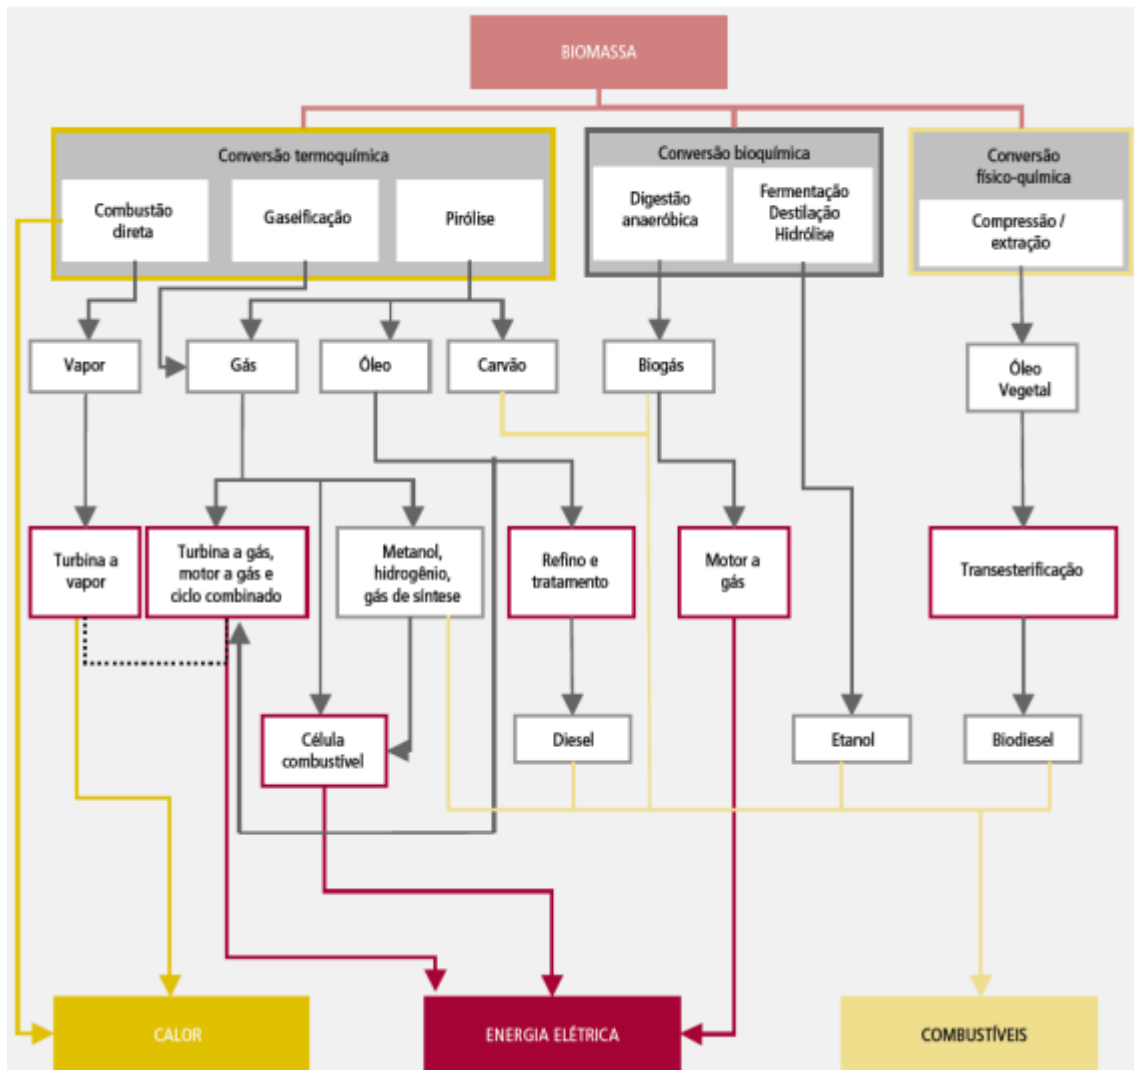 BIOMASSA
Conversão termoquímica
Combustão
direta
Gaseificação
Pirólise
Conversão bioquímica
Digestão
anaeróbica
Fermentação
Destilação
Hidrólise
Conversão
físico-química
Compressão /
extração
Vapor
Gás
Óleo
Carvão
Biogás
Óleo
Vegetal
Turbina a
vapor
Turbina a gás,
motor a gás e
ciclo combinado
Metanol,
hidrogênio,
gás de síntese
Refino e
tratamento
Motor a
gás
Transesterificação
Célula
combustível
Diesel
Etanol
Biodiesel
CALOR
ENERGIA ELÉTRICA
COMBUSTÍVEIS